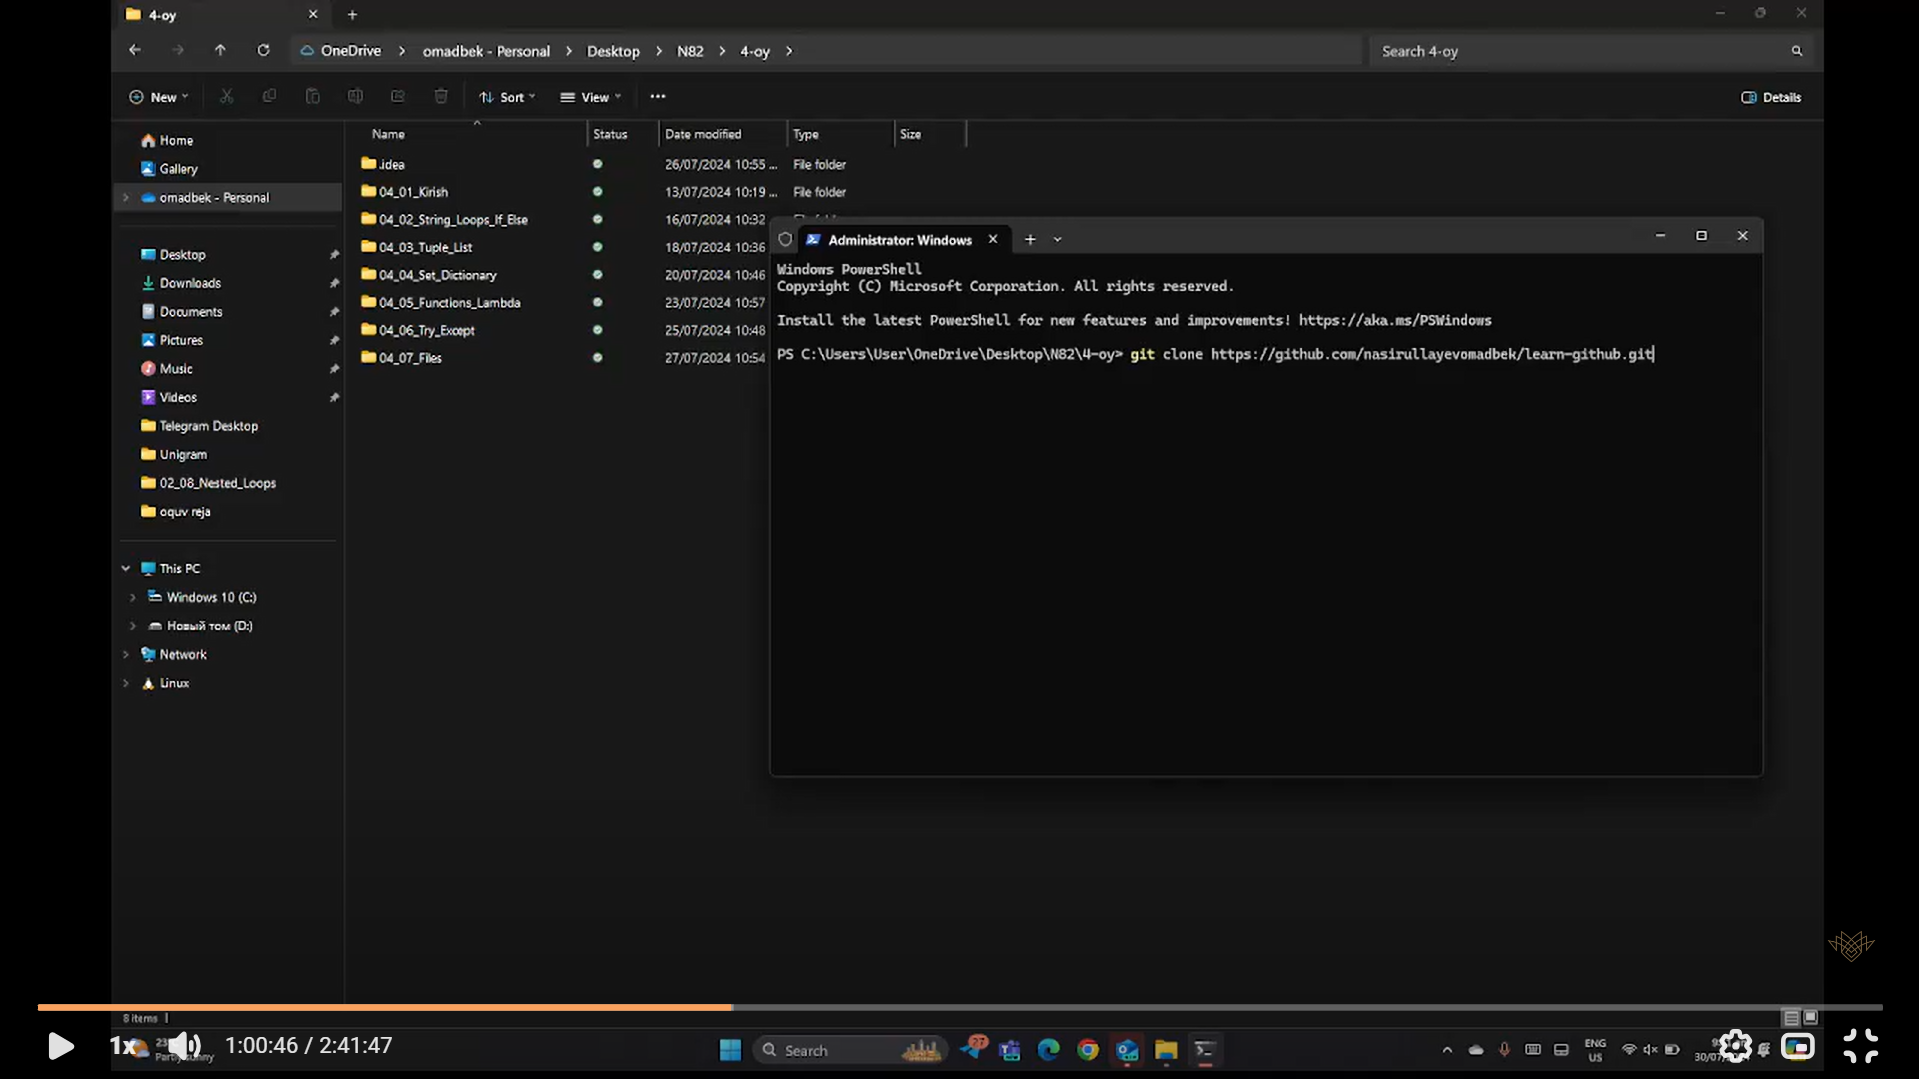 4-oy
OneDrive > omadbek - Personal > Desktop > N82 > 4-oy >
Search 4-oy
New
Sort
View
Details
Name Status Date modified Type Size
Home
Gallery
omadbek - Personal
Desktop
Downloads
Documents
Pictures
Music
Videos
Telegram Desktop
Unigram
02_08_Nested_Loops
oquv reja
This PC
Windows 10 (C:)
Новый том (D:)
Network
Linux
.idea 26/07/2024 10:55 ... File folder
04_01_Kirish 13/07/2024 10:19 ... File folder
04_02_String_Loops_If_Else 16/07/2024 10:32
04_03_Tuple_List 18/07/2024 10:36
04_04_Set_Dictionary 20/07/2024 10:46
04_05_Functions_Lambda 23/07/2024 10:57
04_06_Try_Except 25/07/2024 10:48
04_07_Files 27/07/2024 10:54
Administrator: Windows
Windows PowerShell
Copyright (C) Microsoft Corporation. All rights reserved.
Install the latest PowerShell for new features and improvements! https://aka.ms/PSWindows
PS C:\Users\User\OneDrive\Desktop\N82\4-oy> git clone https://github.com/nasirullayevomadbek/learn-github.git
8 items
1x
1:00:46 / 2:41:47
Search
27
ENG
US